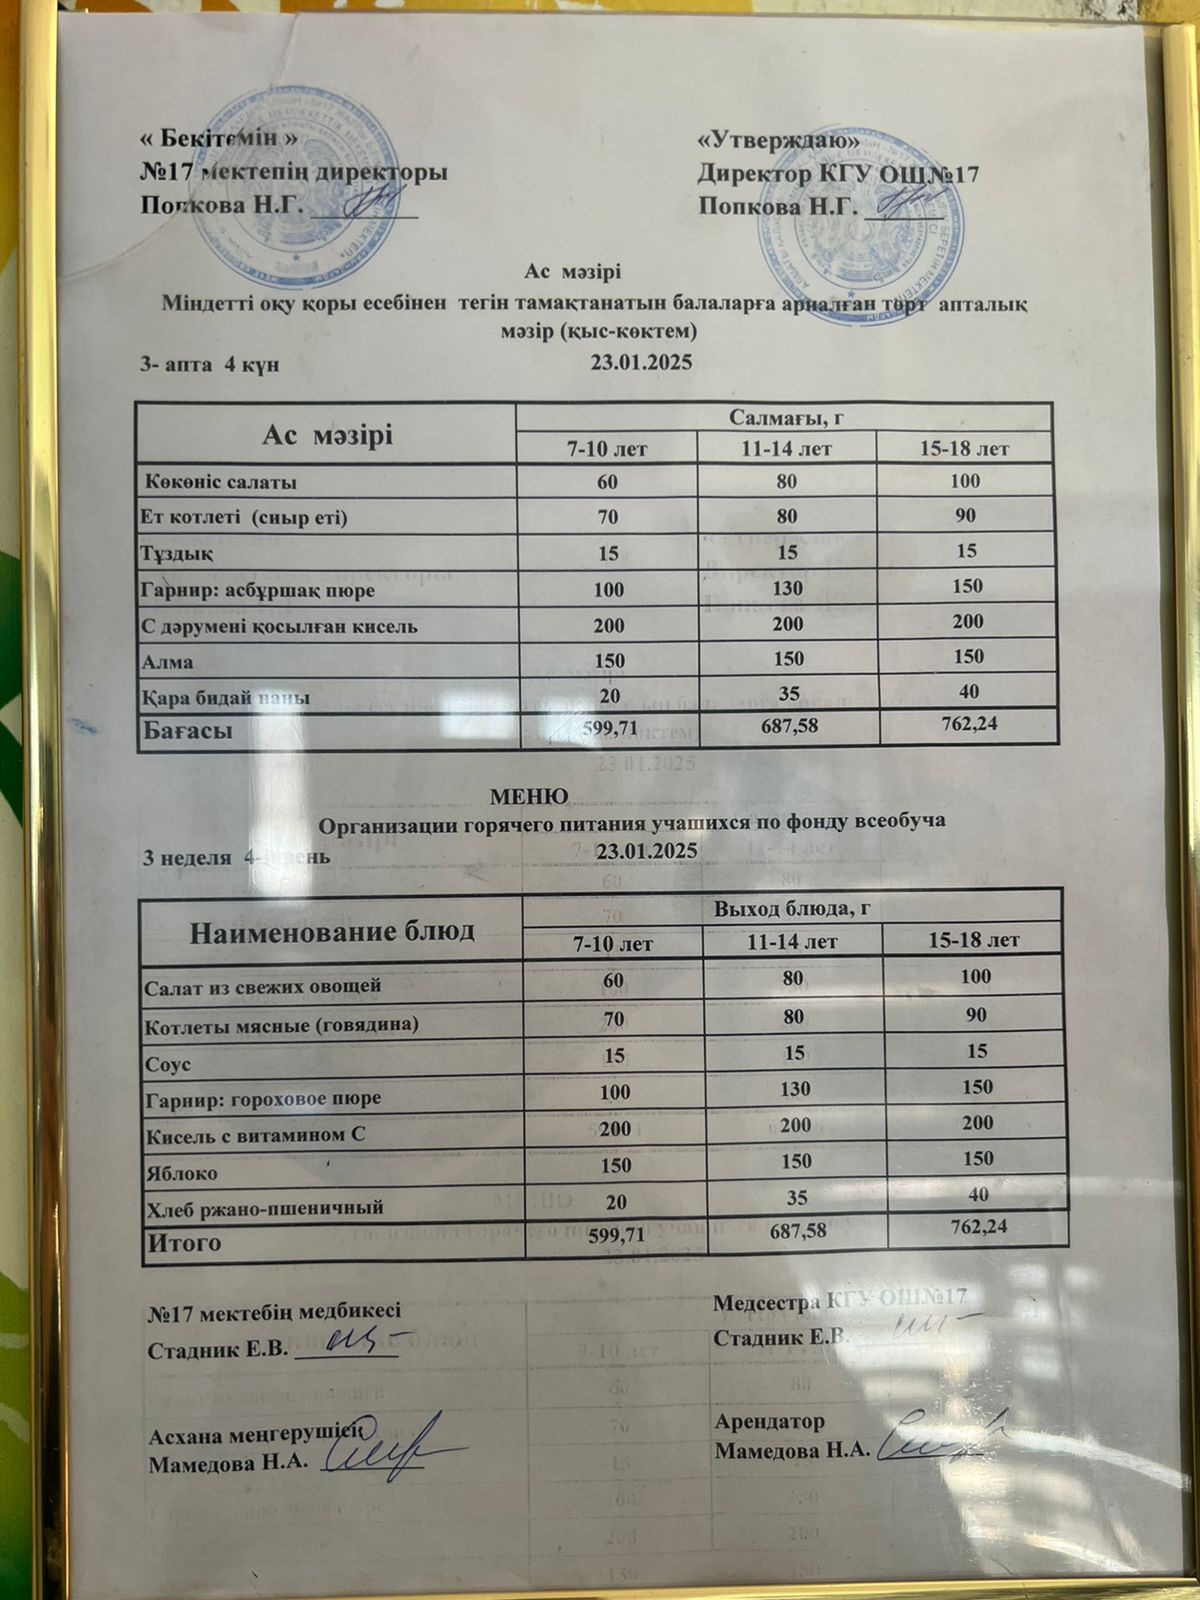 « Бекітемін »
№17 мектепің директоры
Попкова Н.Г.
«Утверждаю»
Директор КГУ ОШ№17
Попкова Н.Г.
Ас мәзірі
Міндетті оқу қоры есебінен тегін тамақтанатын балаларға арналған төрт апталық
мәзір (қыс-көктем)
3- апта 4 күн 23.01.2025
Ас мәзірі Салмағы, г
7-10 лет 11-14 лет 15-18 лет
Көкөніс салаты 60 80 100
Ет котлеті (сиыр еті) 70 80 90
Тұздық 15 15 15
Гарнир: асбұршақ пюре 100 130 150
С дәрумені қосылған кисель 200 200 200
Алма 150 150 150
Қара бидай наны 20 35 40
Бағасы 599,71 687,58 762,24
МЕНЮ
Организации горячего питания учашихся по фонду всеобуча
3 неделя 4-й день 23.01.2025
Наименование блюд Выход блюда, г
7-10 лет 11-14 лет 15-18 лет
Салат из свежих овощей 60 80 100
Котлеты мясные (говядина) 70 80 90
Соус 15 15 15
Гарнир: гороховое пюре 100 130 150
Кисель с витамином С 200 200 200
Яблоко 150 150 150
Хлеб ржано-пшеничный 20 35 40
Итого 599,71 687,58 762,24
№17 мектебің медбикесі
Стадник Е.В.
Медсестра КГУ ОШ№17
Стадник Е.В.
Асхана меңгерушісі
Мамедова Н.А.
Арендатор
Мамедова Н.А.